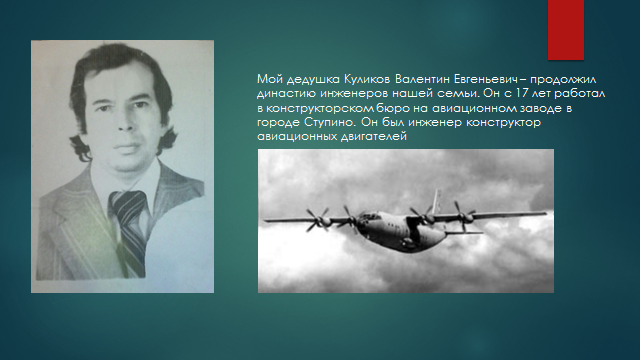 Мой дедушка Куликов Валентин Евгеньевич – продолжил
династию инженеров нашей семьи. Он с 17 лет работал
в конструкторском бюро на авиационном заводе в
городе Ступино. Он был инженер конструктор
авиационных двигателей